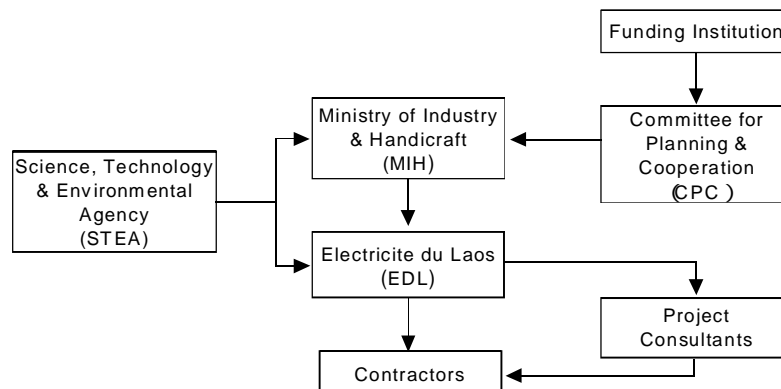 Funding Institution
Ministry of Industry
& Handicraft
(MIH)
Committee for
Planning &
Cooperation
(CPC)
Science, Technology
& Environmental
Agency
(STEA)
Electricite du Laos
(EDL)
Project
Consultants
Contractors